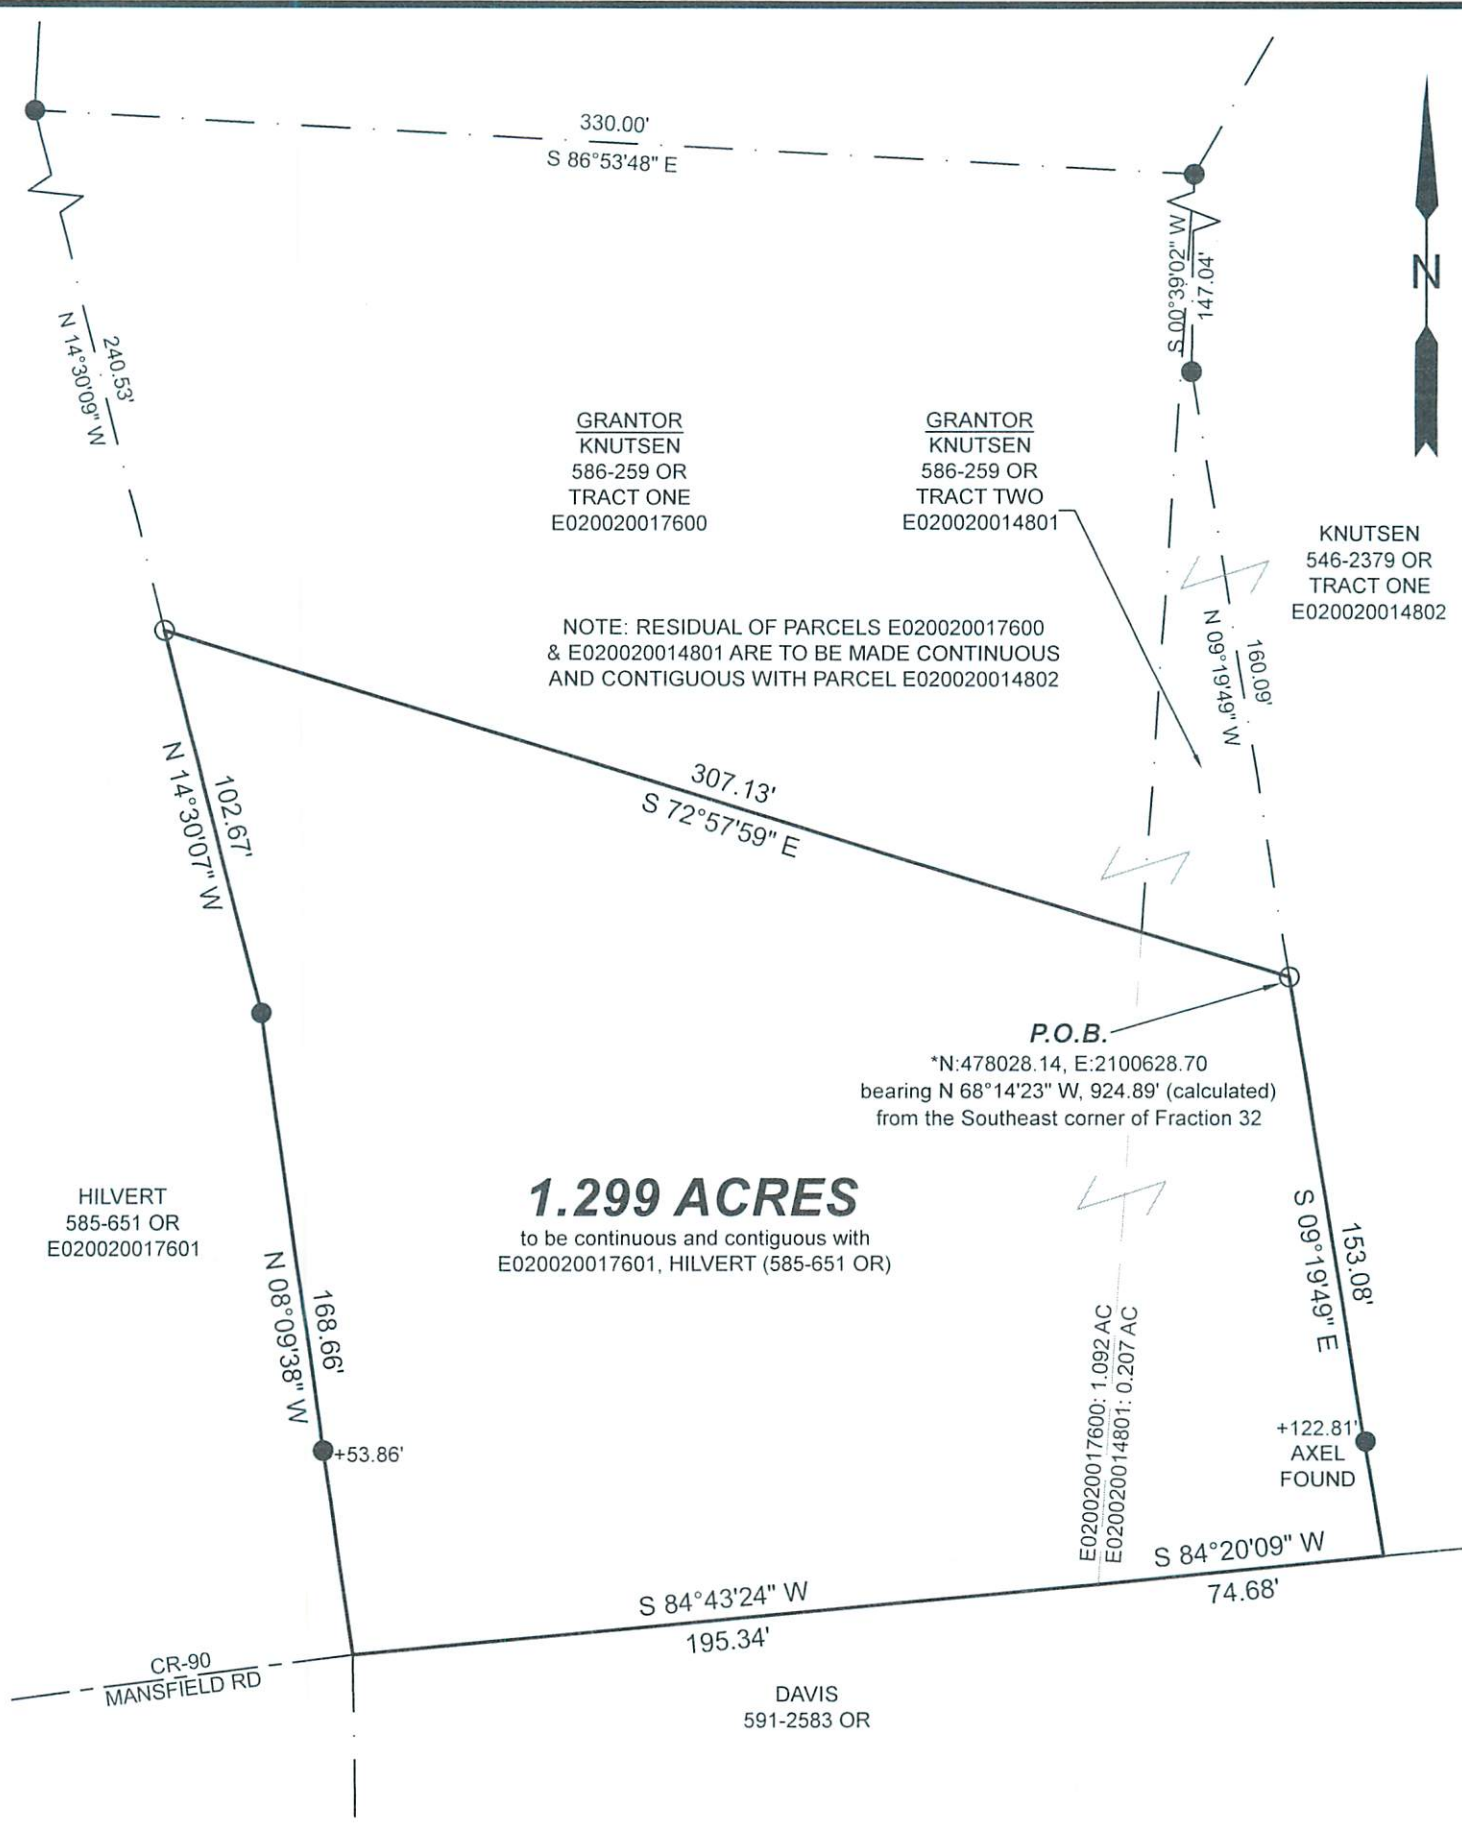 330.00'
S 86°53'48" E
S 00°39'02" W
147.04'
N
240.53'
N 14°30'09" W
GRANTOR
KNUTSEN
586-259 OR
TRACT ONE
E020020017600
GRANTOR
KNUTSEN
586-259 OR
TRACT TWO
E020020014801
KNUTSEN
546-2379 OR
TRACT ONE
E020020014802
NOTE: RESIDUAL OF PARCELS E020020017600
& E020020014801 ARE TO BE MADE CONTINUOUS
AND CONTIGUOUS WITH PARCEL E020020014802
160.09'
N 09°19'49" W
102.67'
N 14°30'07" W
307.13'
S 72°57'59" E
P.O.B.
*N:478028.14, E:2100628.70
bearing N 68°14'23" W, 924.89' (calculated)
from the Southeast corner of Fraction 32
HILVERT
585-651 OR
E020020017601
1.299 ACRES
to be continuous and contiguous with
E020020017601, HILVERT (585-651 OR)
168.66'
N 08°09'38" W
153.08'
S 09°19'49" E
E020020017600: 1.092 AC
E020020014801: 0.207 AC
+53.86'
+122.81'
AXEL
FOUND
S 84°20'09" W
74.68'
S 84°43'24" W
195.34'
CR-90
MANSFIELD RD
DAVIS
591-2583 OR